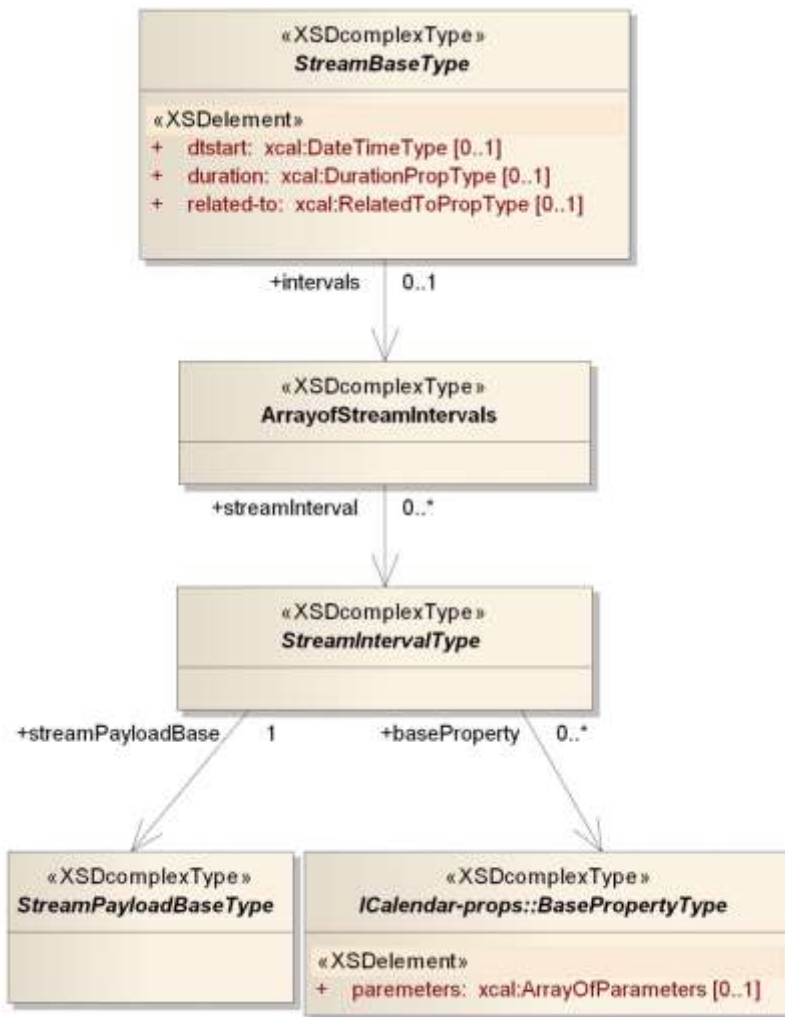 «XSDcomplexType»
StreamBaseType
«XSDelement»
+ dtstart: xcal:DateTimeType [0..1]
+ duration: xcal:DurationPropType [0..1]
+ related-to: xcal:RelatedToPropType [0..1]
+intervals 0..1
«XSDcomplexType»
ArrayofStreamIntervals
+streamInterval 0..*
«XSDcomplexType»
StreamIntervalType
+streamPayloadBase 1 +baseProperty 0..*
«XSDcomplexType»
StreamPayloadBaseType
«XSDcomplexType»
ICalendar-props::BasePropertyType
«XSDelement»
+ paremeters: xcal:ArrayOfParameters [0..1]